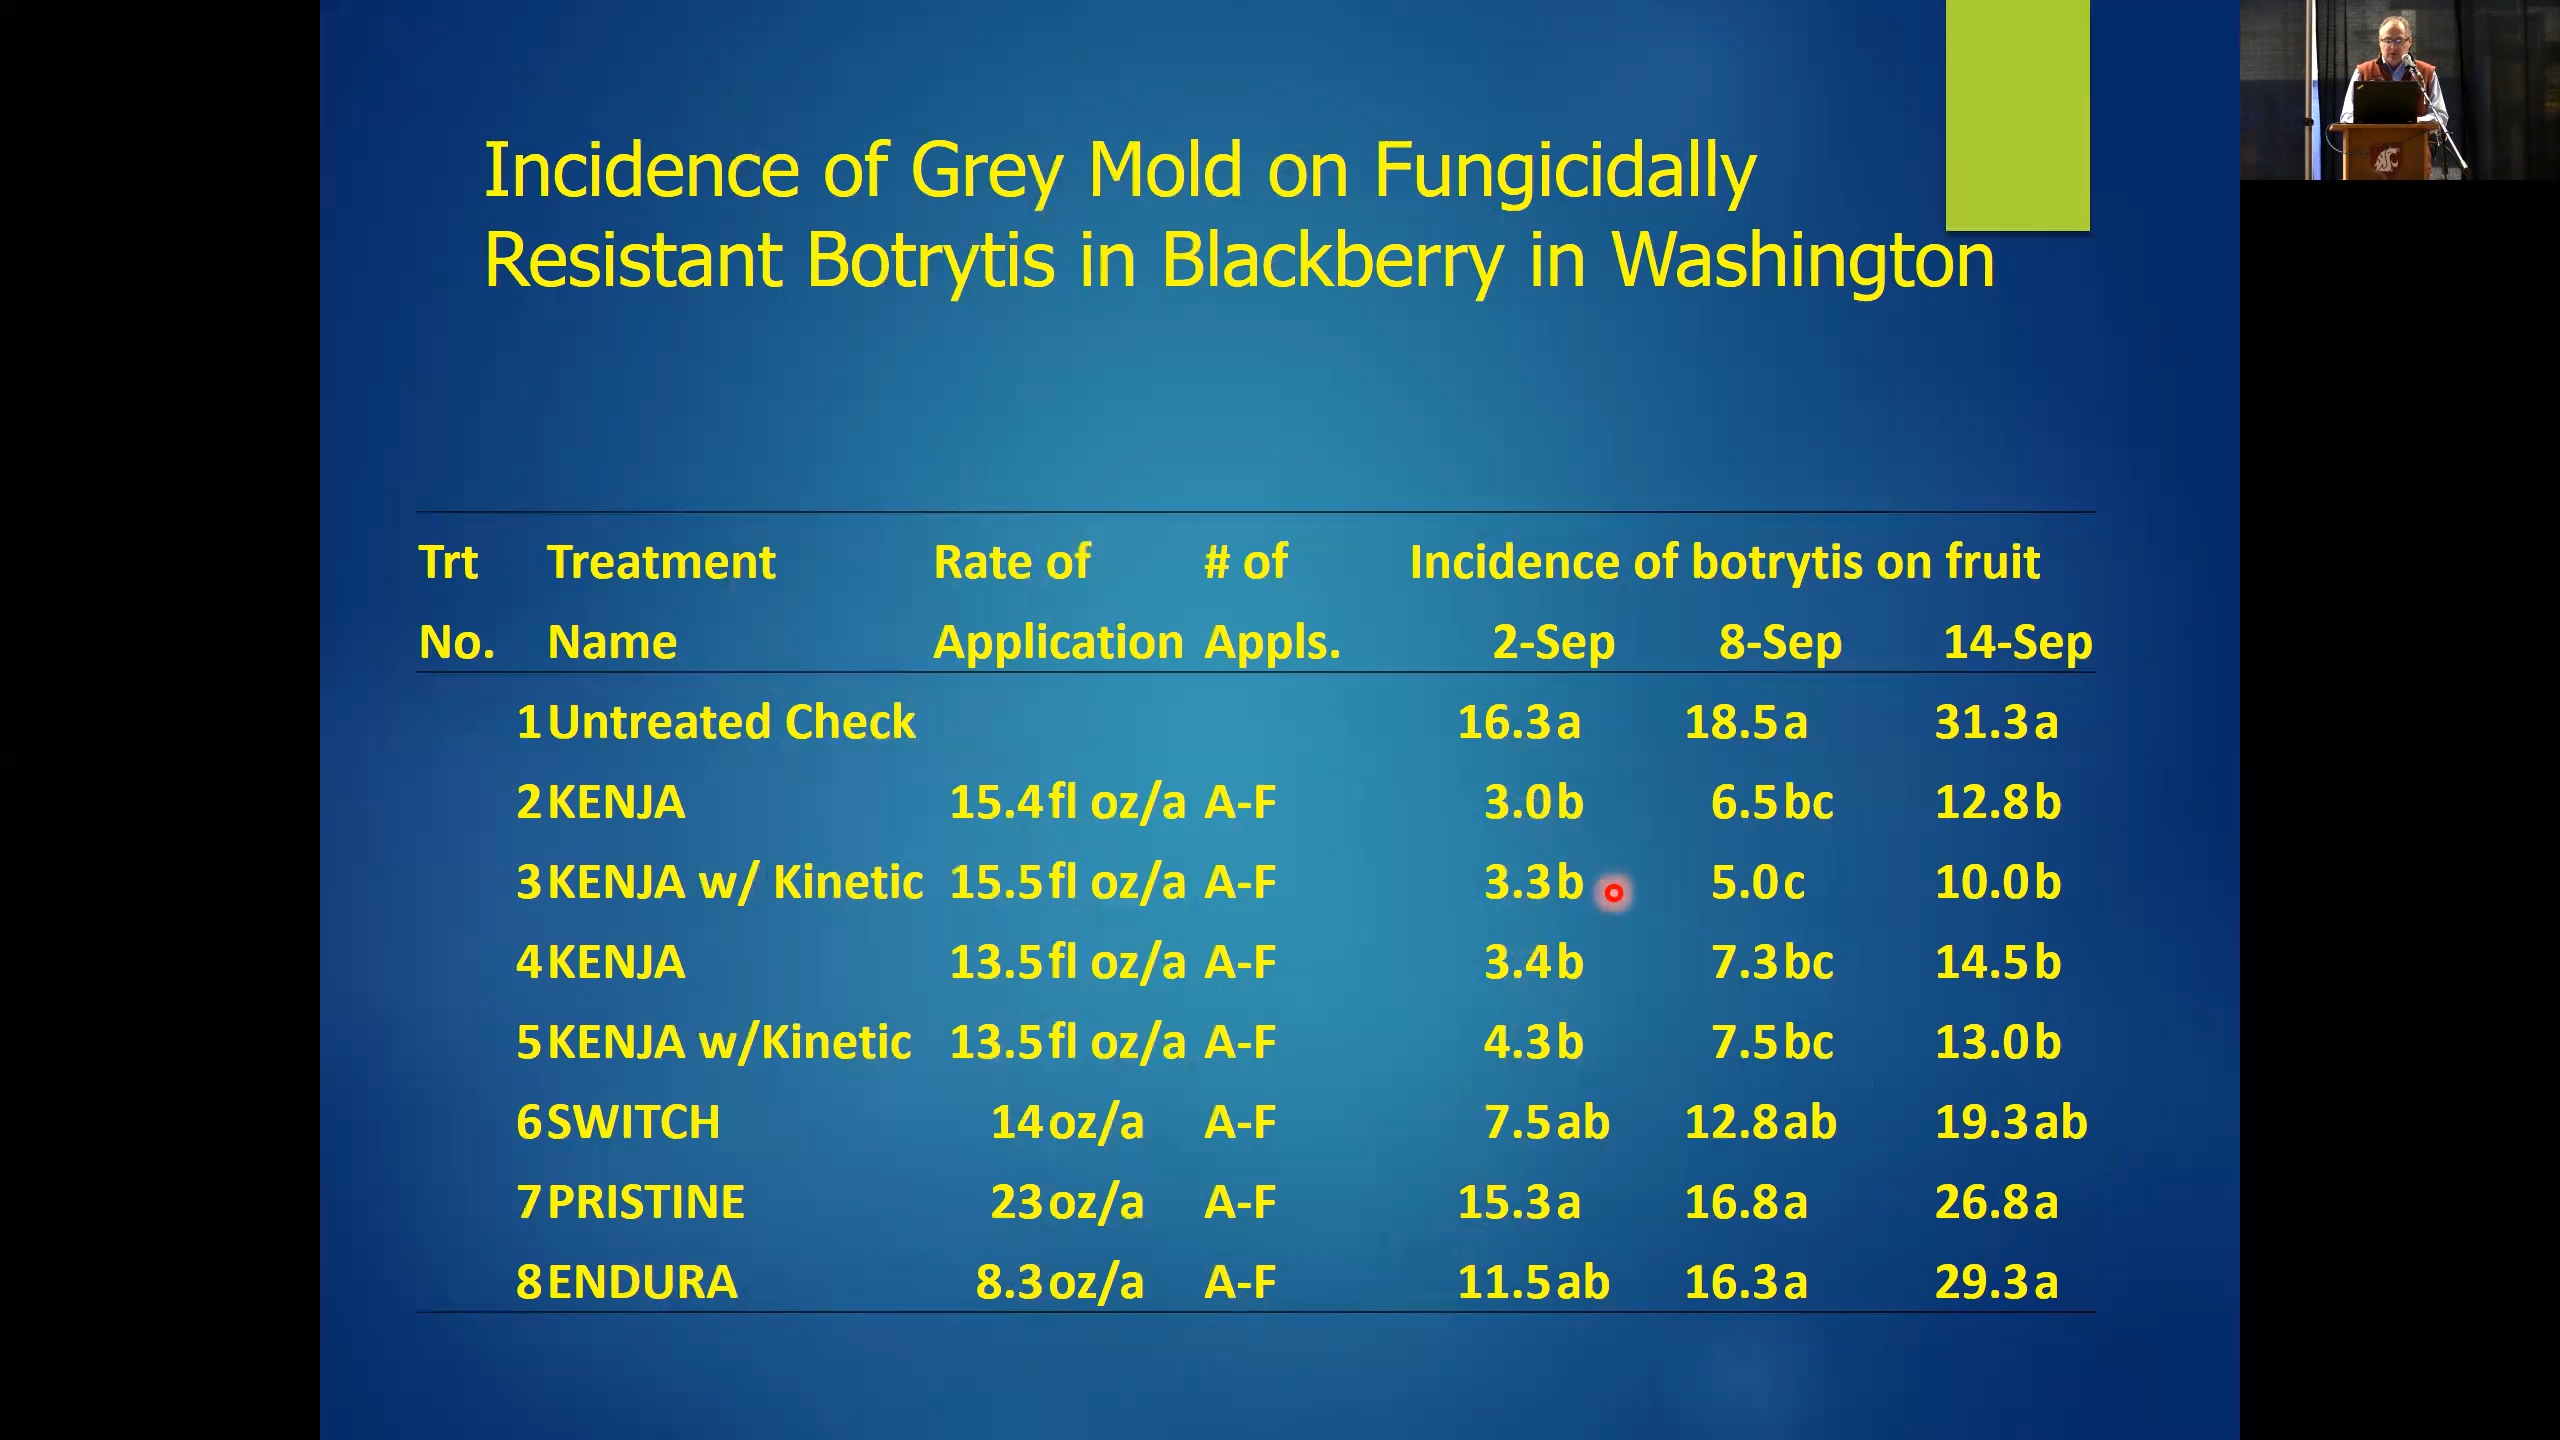 Incidence of Grey Mold on Fungicidally
Resistant Botrytis in Blackberry in Washington
Trt Treatment Rate of # of Incidence of botrytis on fruit
No. Name Application Appls. 2-Sep 8-Sep 14-Sep
1 Untreated Check 16.3 a 18.5 a 31.3 a
2 KENJA 15.4 fl oz/a A-F 3.0 b 6.5 bc 12.8 b
3 KENJA w/ Kinetic 15.5 fl oz/a A-F 3.3 b 5.0 c 10.0 b
4 KENJA 13.5 fl oz/a A-F 3.4 b 7.3 bc 14.5 b
5 KENJA w/Kinetic 13.5 fl oz/a A-F 4.3 b 7.5 bc 13.0 b
6 SWITCH 14 oz/a A-F 7.5 ab 12.8 ab 19.3 ab
7 PRISTINE 23 oz/a A-F 15.3 a 16.8 a 26.8 a
8 ENDURA 8.3 oz/a A-F 11.5 ab 16.3 a 29.3 a